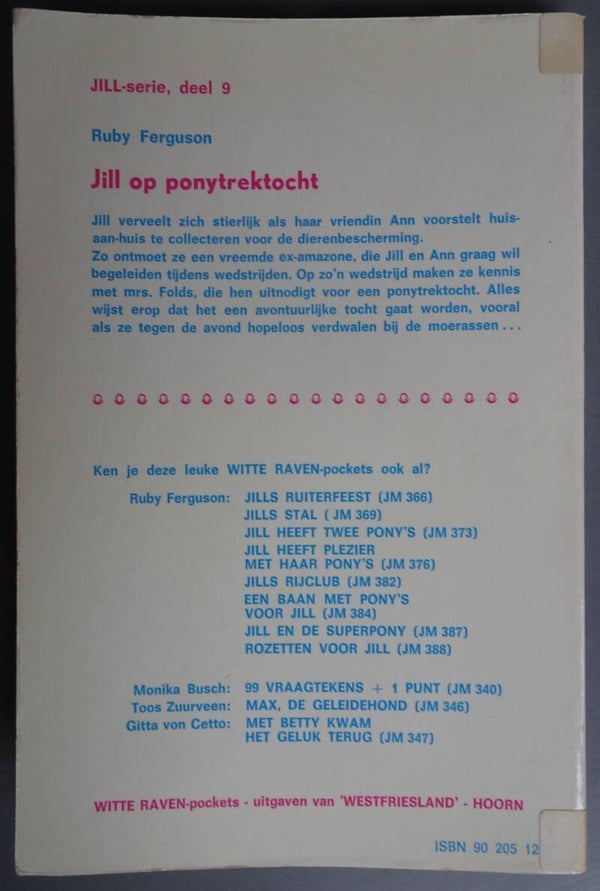 JILL-serie, deel 9
Ruby Ferguson
Jill op ponytrektocht
Jill verveelt zich stierlijk als haar vriendin Ann voorstelt huis-
aan-huis te collecteren voor de dierenbescherming.
Zo ontmoet ze een vreemde ex-amazone, die Jill en Ann graag wil
begeleiden tijdens wedstrijden. Op zo'n wedstrijd maken ze kennis
met mrs. Folds, die hen uitnodigt voor een ponytrektocht. Alles
wijst erop dat het een avontuurlijke tocht gaat worden, vooral
als ze tegen de avond hopeloos verdwalen bij de moerassen...
Ken je deze leuke WITTE RAVEN-pockets ook al?
Ruby Ferguson: JILLS RUITERFEEST (JM 366)
JILLS STAL ( JM 369)
JILL HEEFT TWEE PONY'S (JM 373)
JILL HEEFT PLEZIER
MET HAAR PONY'S (JM 376)
JILLS RIJCLUB (JM 382)
EEN BAAN MET PONY'S
VOOR JILL (JM 384)
JILL EN DE SUPERPONY (JM 387)
ROZETTEN VOOR JILL (JM 388)
Monika Busch: 99 VRAAGTEKENS + 1 PUNT (JM 340)
Toos Zuurveen: MAX, DE GELEIDEHOND (JM 346)
Gitta von Cetto: MET BETTY KWAM
HET GELUK TERUG (JM 347)
WITTE RAVEN-pockets - uitgaven van 'WESTFRIESLAND' - HOORN
ISBN 90 205 12